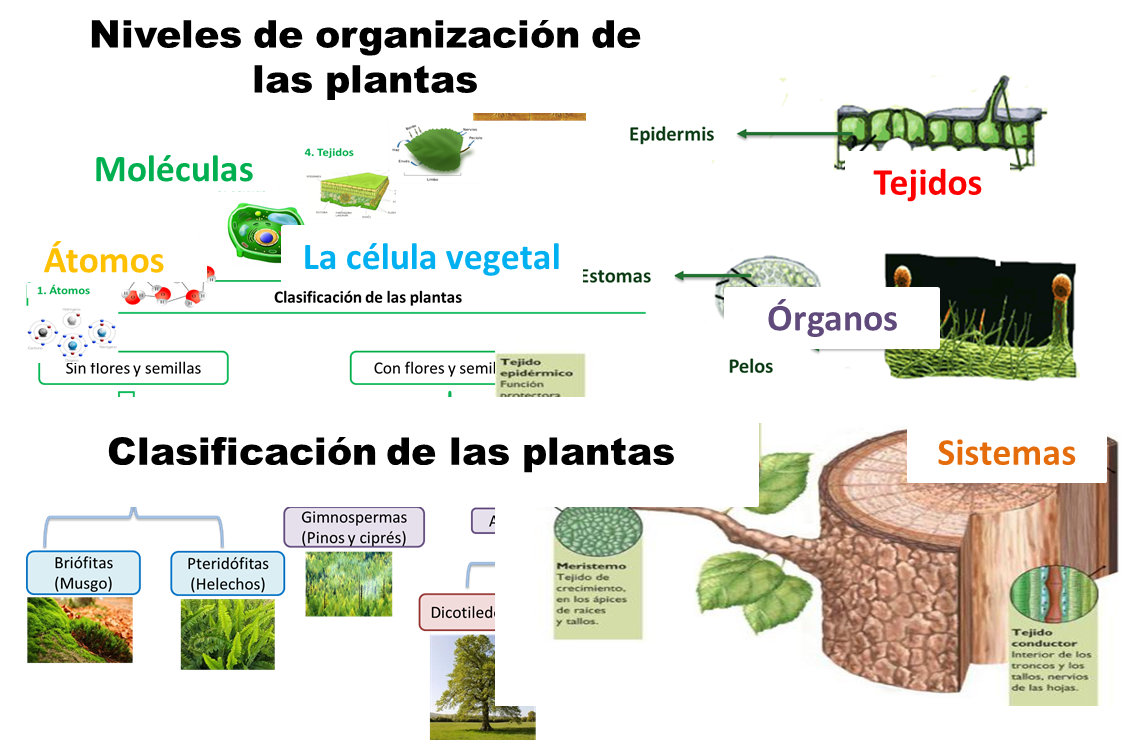 Niveles de organización de
las plantas
Epidermis
4. Tejidos
Moléculas
Tejidos
Átomos
La célula vegetal
Estomas
1. Átomos
Clasificación de las plantas
Órganos
Pelos
Sin flores y semillas
Con flores y semil
Tejido
epidérmico
Función
protectora
Clasificación de las plantas
Sistemas
Gimnospermas
(Pinos y ciprés)
A
Briófitas
(Musgo)
Pteridófitas
(Helechos)
Meristemo
Tejido de
crecimiento,
en los ápices
de raíces
y tallos.
Dicotiled
Tejido
conductor
Interior de los
troncos y los
tallos, nervios
de las hojas.